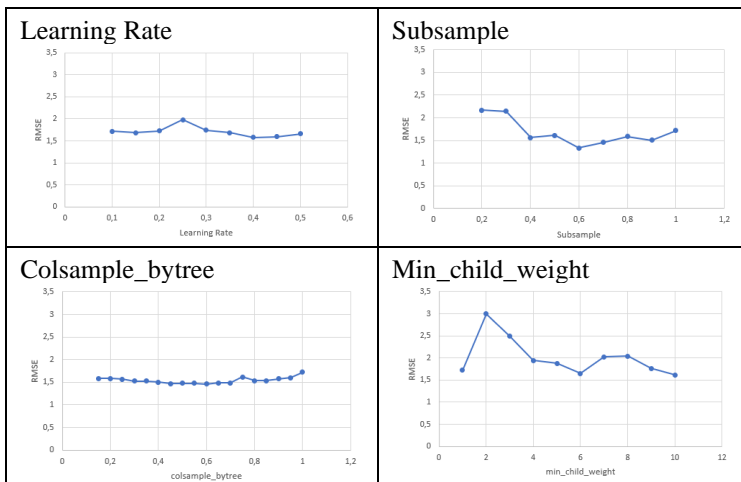 Learning Rate
3,5
3
2,5
2
1,5
1
0,5
0
RMSE
0 0,1 0,2 0,3 0,4 0,5 0,6
Learning Rate
Subsample
3,5
3
2,5
2
1,5
1
0,5
0
RMSE
0 0,2 0,4 0,6 0,8 1 1,2
Subsample
Colsample_bytree
3,5
3
2,5
2
1,5
1
0,5
0
RMSE
0 0,2 0,4 0,6 0,8 1 1,2
colsample_bytree
Min_child_weight
3,5
3
2,5
2
1,5
1
0,5
0
RMSE
0 2 4 6 8 10 12
min_child_weight